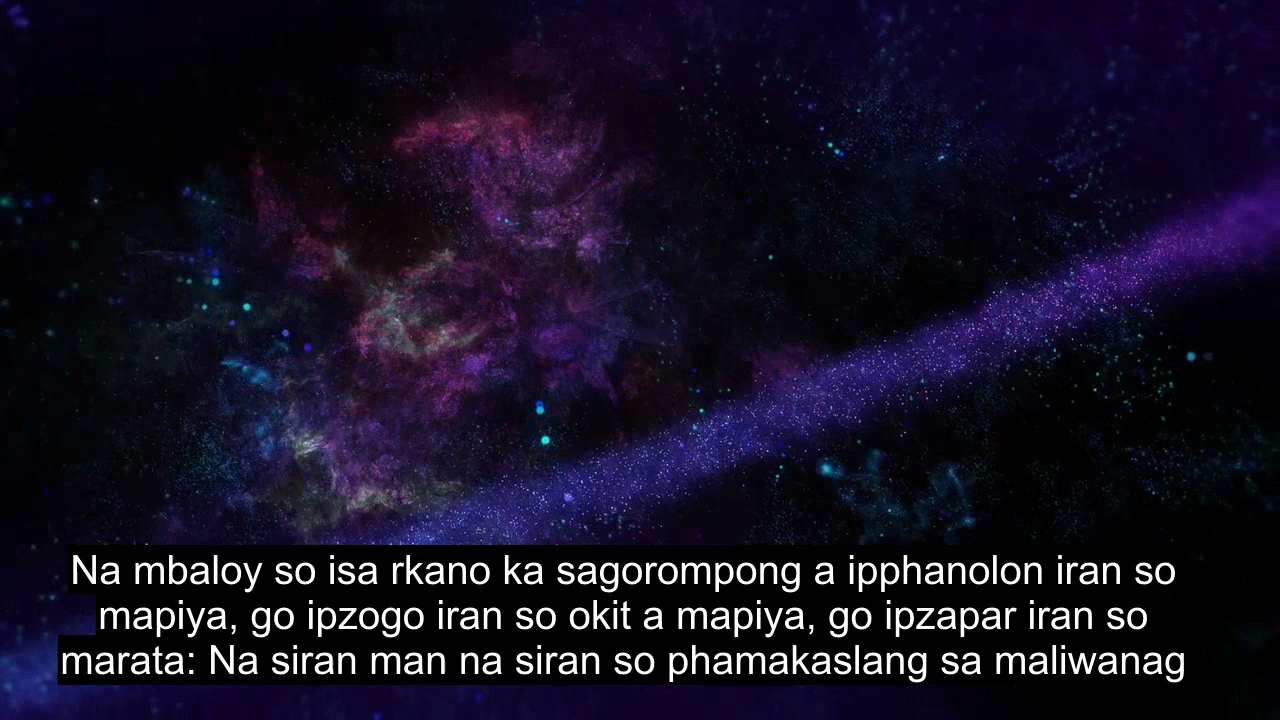 Na mbaloy so isa rkano ka sagorompong a ipphanolon iran so
mapiya, go ipzogo iran so okit a mapiya, go ipzapar iran so
marata: Na siran man na siran so phamakaslang sa maliwanag